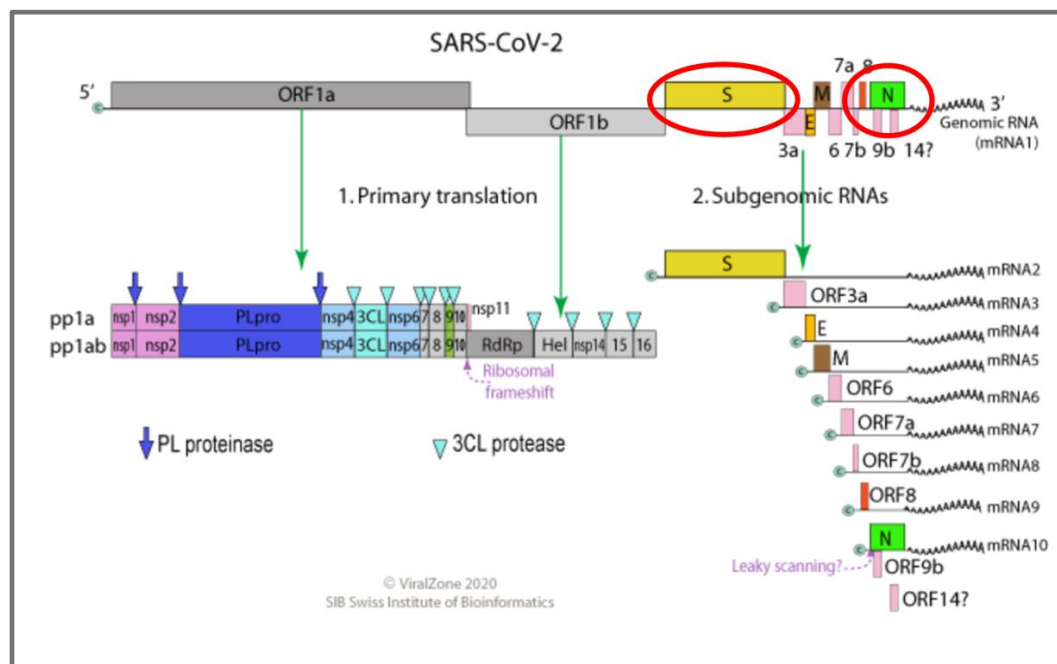 SARS-CoV-2
7a 8
5' c ORF1a S M N 3'
ORF1b E Genomic RNA
(mRNA1)
3a 6 7b 9b 14?
1. Primary translation
2. Subgenomic RNAs
S
c mRNA2
ORF3a
c mRNA3
E
c mRNA4
M
c mRNA5
ORF6
c mRNA6
ORF7a
c mRNA7
ORF7b
c mRNA8
ORF8
c mRNA9
N
c mRNA10
Leaky scanning?
ORF9b
ORF14?
pp1a nsp1 nsp2 PLpro nsp4 3CL nsp6 7 8 9 10 nsp11
pp1ab nsp1 nsp2 PLpro nsp4 3CL nsp6 7 8 9 10 RdRp Hel nsp14 15 16
Ribosomal
frameshift
PL proteinase
3CL protease
© ViralZone 2020
SIB Swiss Institute of Bioinformatics